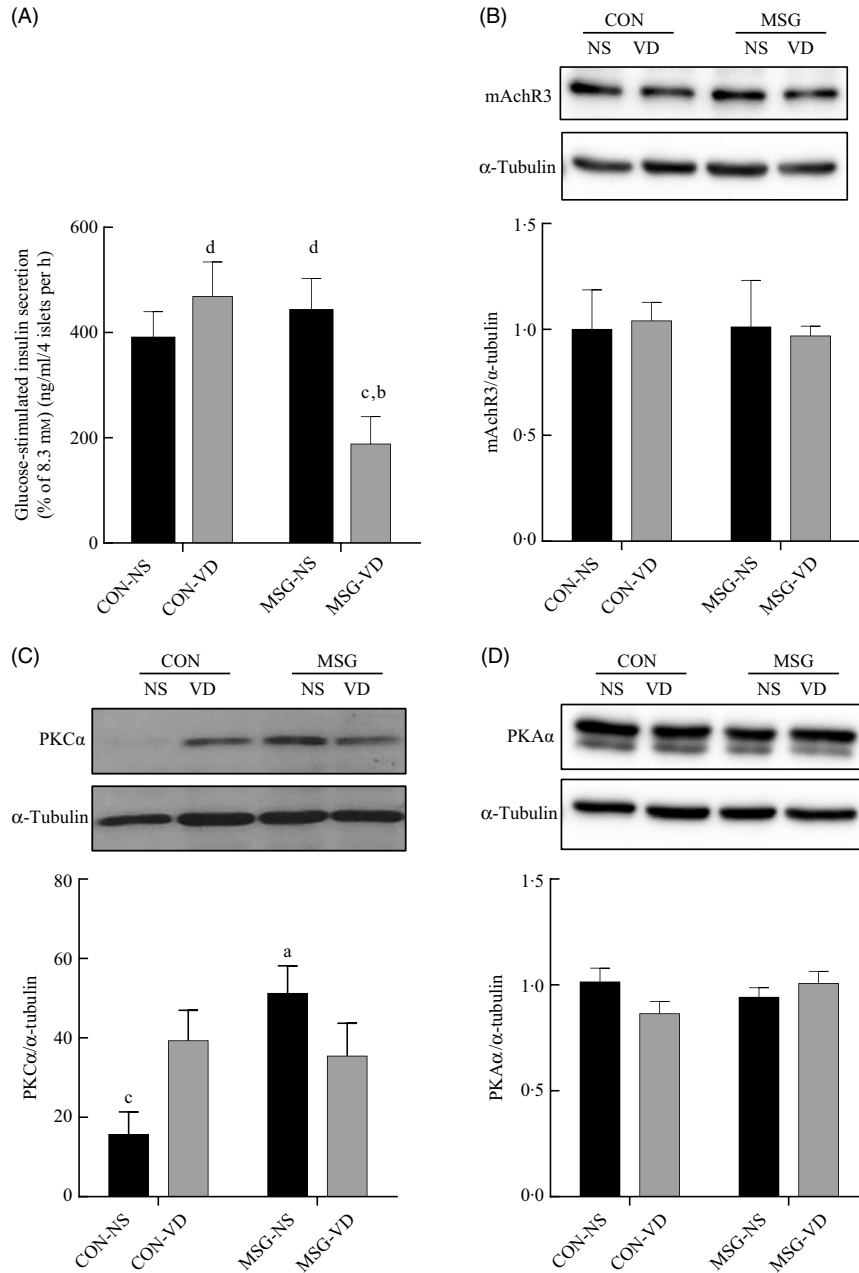 (A)
Glucose-stimulated insulin secretion
(% of 8.3 mM) (ng/ml/4 islets per h)
600
400
200
0
d
d
c,b
CON-NS
CON-VD
MSG-NS
MSG-VD
(B)
CON
MSG
NS
VD
NS
VD
mAchR3
α-Tubulin
mAchR3/α-tubulin
1·5
1·0
0·5
0·0
CON-NS
CON-VD
MSG-NS
MSG-VD
(C)
CON
MSG
NS
VD
NS
VD
PKCα
α-Tubulin
PKCα/α-tubulin
80
60
40
20
0
c
a
CON-NS
CON-VD
MSG-NS
MSG-VD
(D)
CON
MSG
NS
VD
NS
VD
PKAα
α-Tubulin
PKAα/α-tubulin
1·5
1·0
0·5
0·0
CON-NS
CON-VD
MSG-NS
MSG-VD